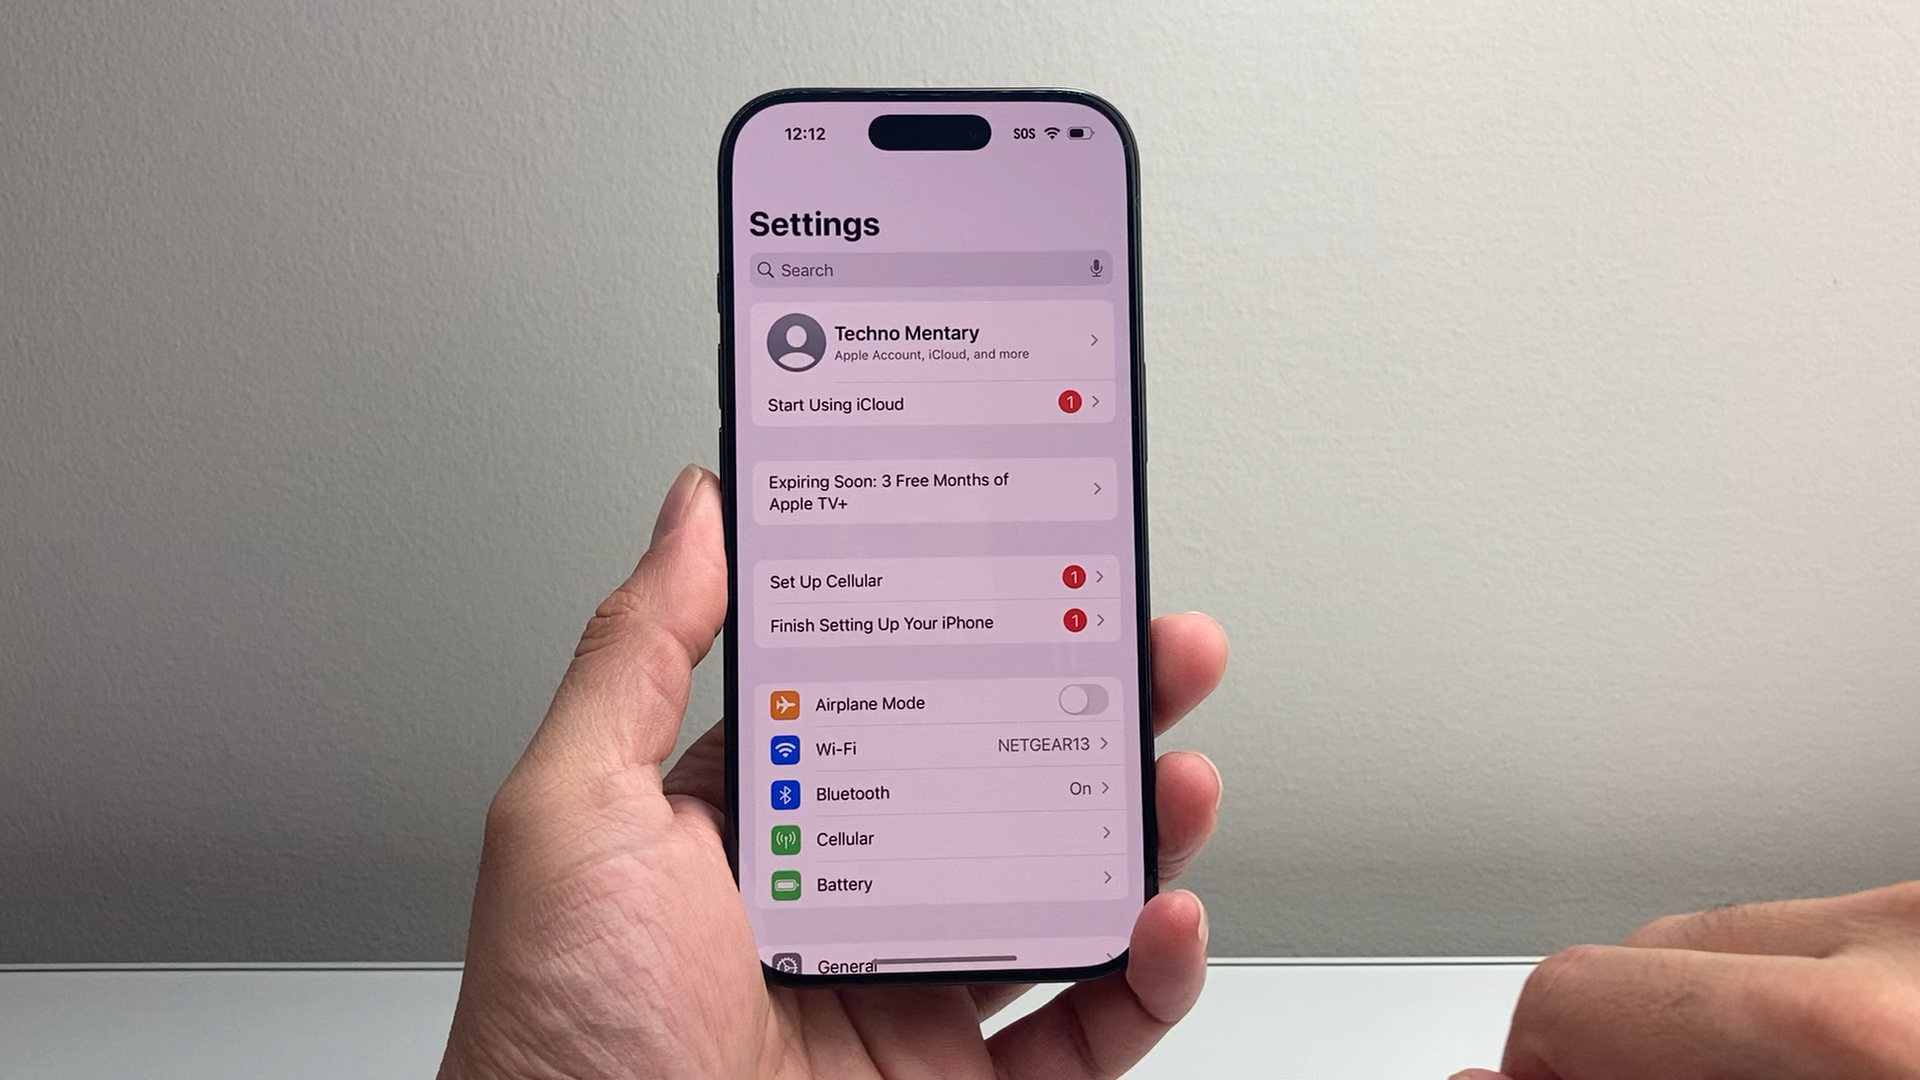 12:12
SOS
Settings
Search
Techno Mentary
Apple Account, iCloud, and more
Start Using iCloud
1
Expiring Soon: 3 Free Months of
Apple TV+
Set Up Cellular
1
Finish Setting Up Your iPhone
1
Airplane Mode
Wi-Fi
NETGEAR13
Bluetooth
On
Cellular
Battery
General